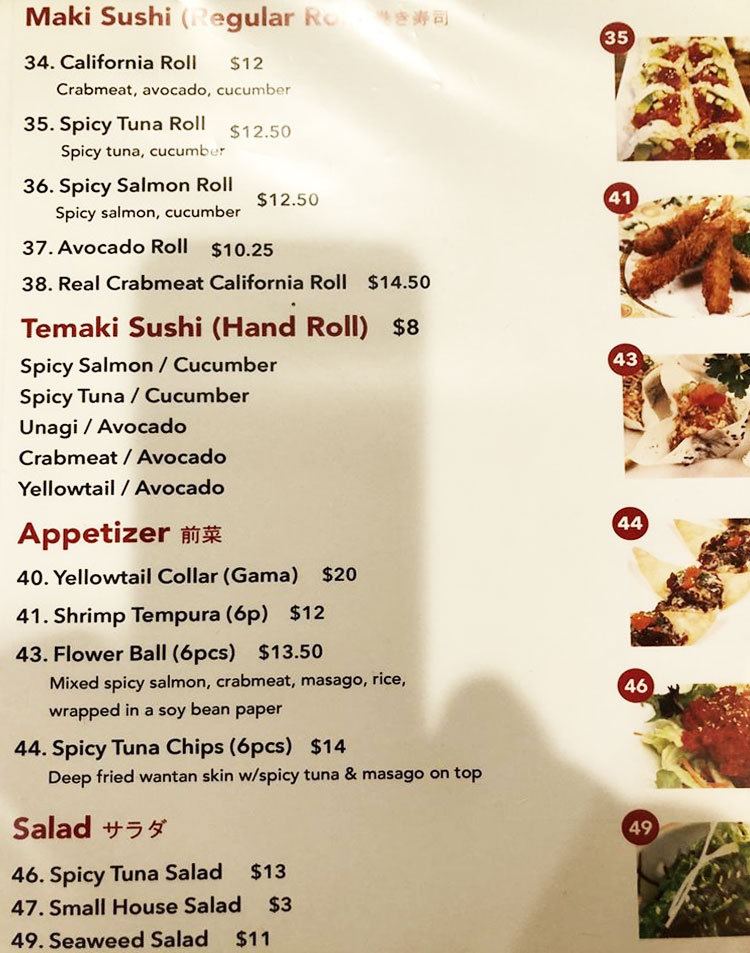 Maki Sushi (Regular Roll) 巻き寿司
34. California Roll $12
Crabmeat, avocado, cucumber
35. Spicy Tuna Roll $12.50
Spicy tuna, cucumber
36. Spicy Salmon Roll $12.50
Spicy salmon, cucumber
37. Avocado Roll $10.25
38. Real Crabmeat California Roll $14.50
Temaki Sushi (Hand Roll) $8
Spicy Salmon / Cucumber
Spicy Tuna / Cucumber
Unagi / Avocado
Crabmeat / Avocado
Yellowtail / Avocado
Appetizer 前菜
40. Yellowtail Collar (Gama) $20
41. Shrimp Tempura (6p) $12
43. Flower Ball (6pcs) $13.50
Mixed spicy salmon, crabmeat, masago, rice,
wrapped in a soy bean paper
44. Spicy Tuna Chips (6pcs) $14
Deep fried wantan skin w/spicy tuna & masago on top
Salad サラダ
46. Spicy Tuna Salad $13
47. Small House Salad $3
49. Seaweed Salad $11
35
41
43
44
46
49